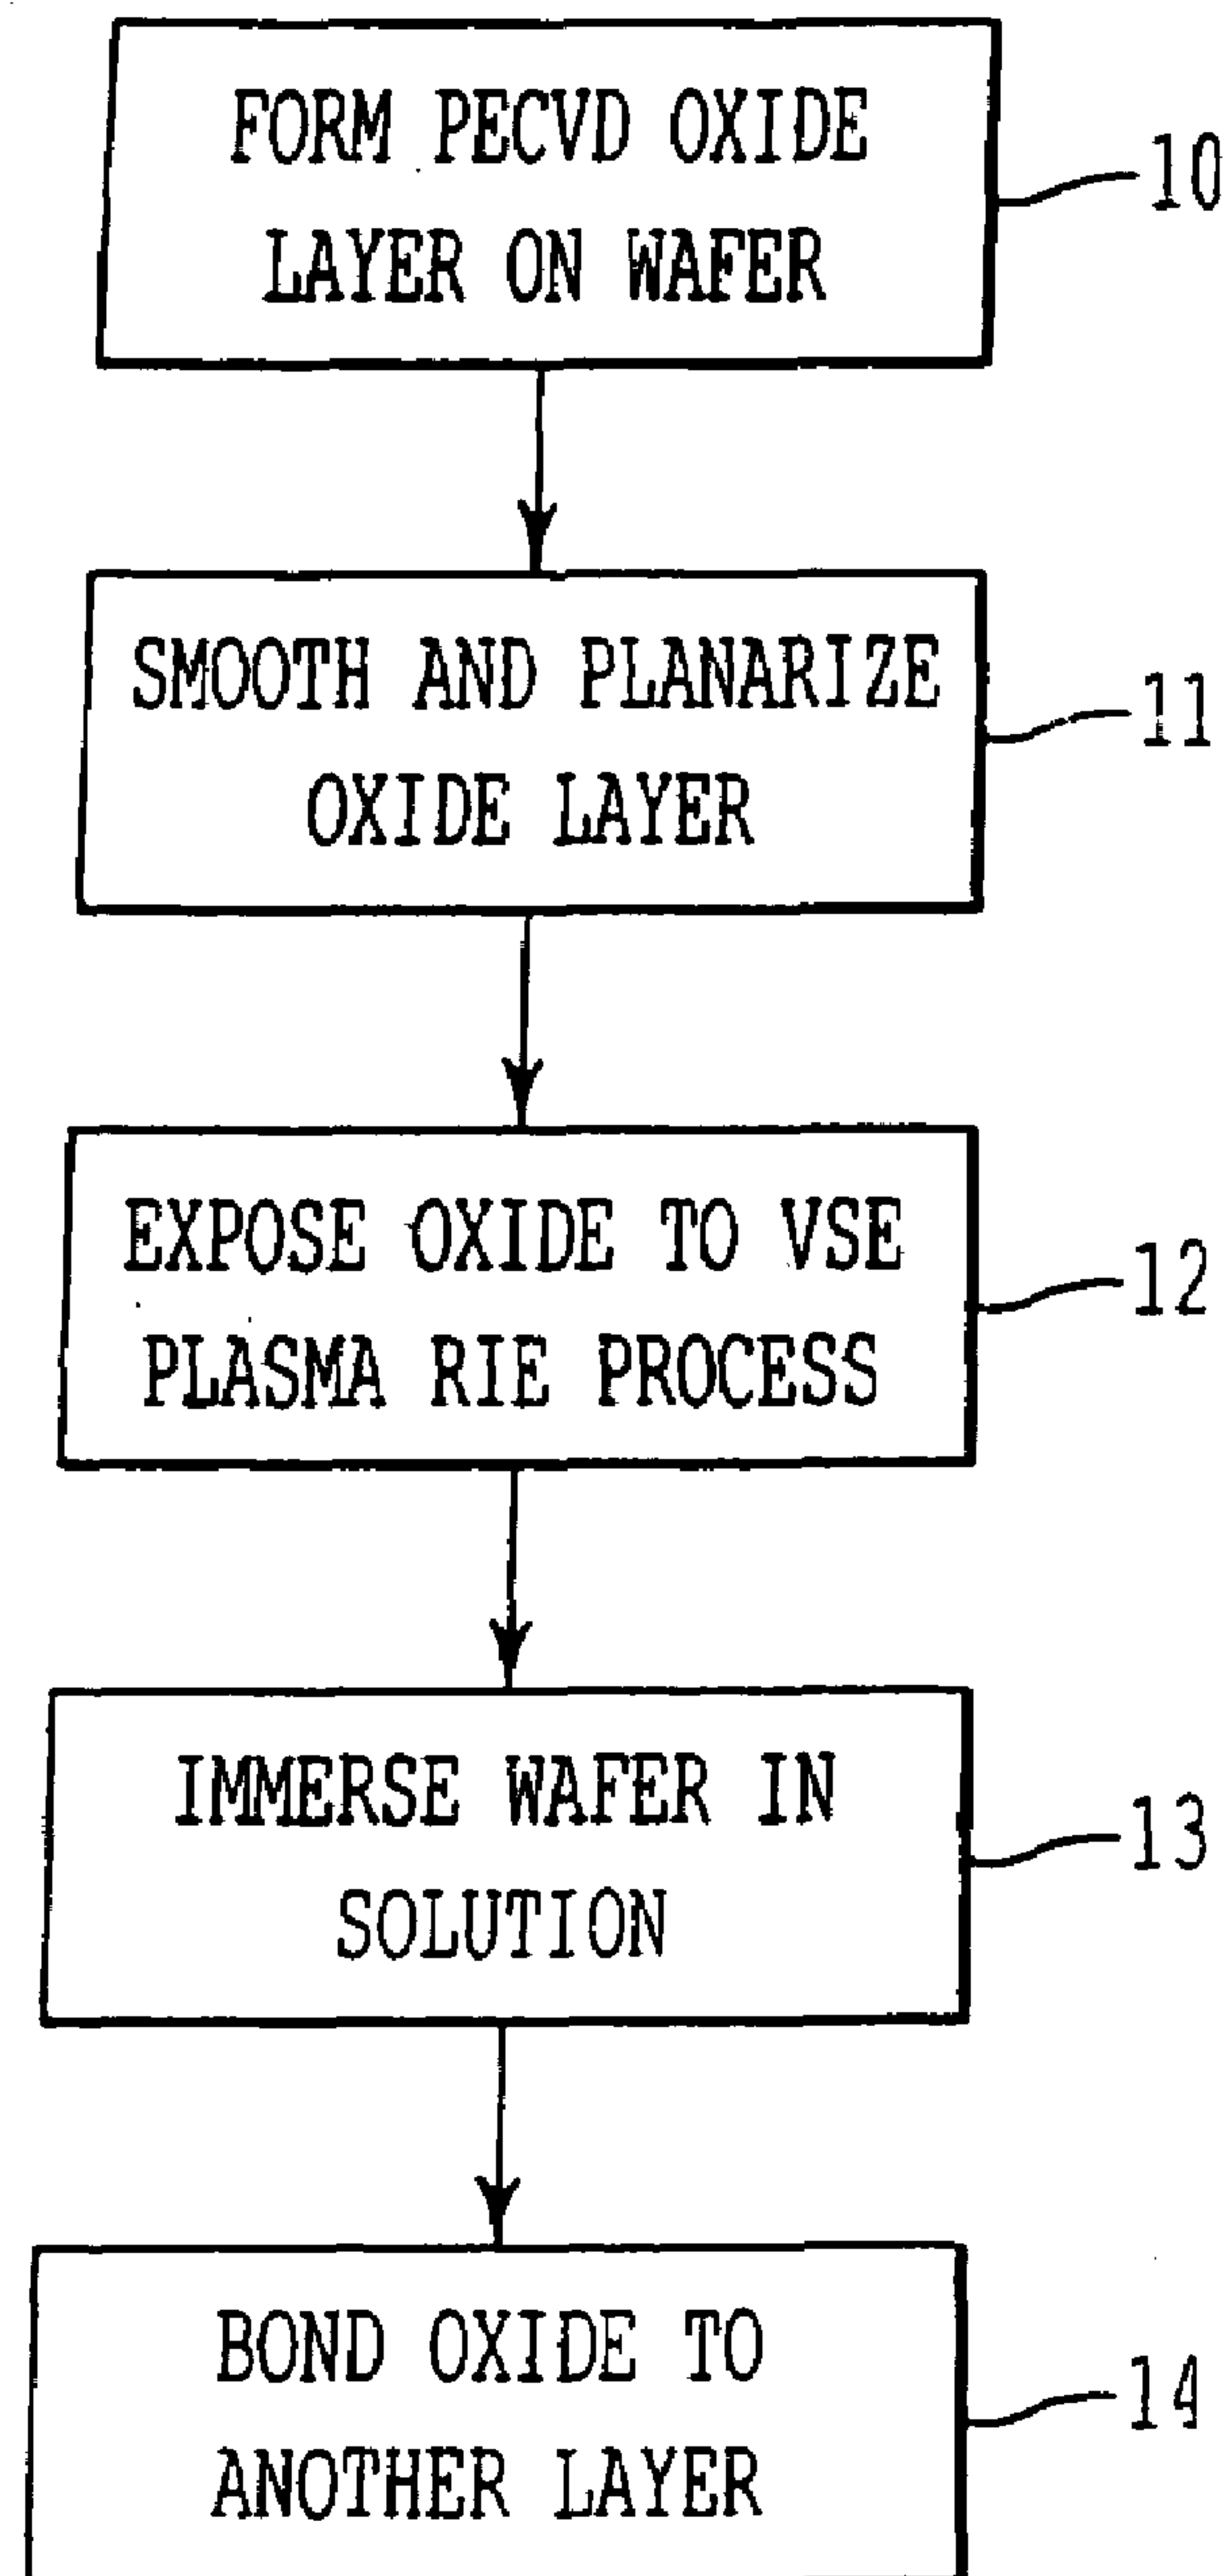 FORM PECVD OXIDE
LAYER ON WAFER
10
SMOOTH AND PLANARIZE
OXIDE LAYER
11
EXPOSE OXIDE TO VSE
PLASMA RIE PROCESS
12
IMMERSE WAFER IN
SOLUTION
13
BOND OXIDE TO
ANOTHER LAYER
14